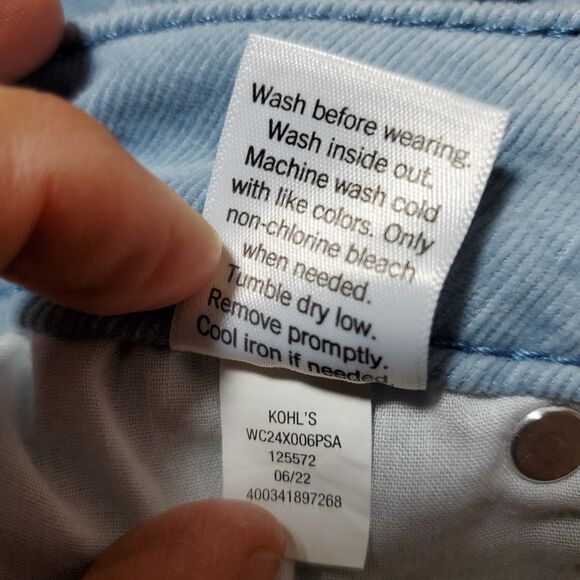 Wash before wearing.
Wash inside out.
Machine wash cold
with like colors. Only
non-chlorine bleach
when needed.
Tumble dry low.
Remove promptly.
Cool iron if needed.
KOHL'S
WC24X006PSA
125572
06/22
400341897268